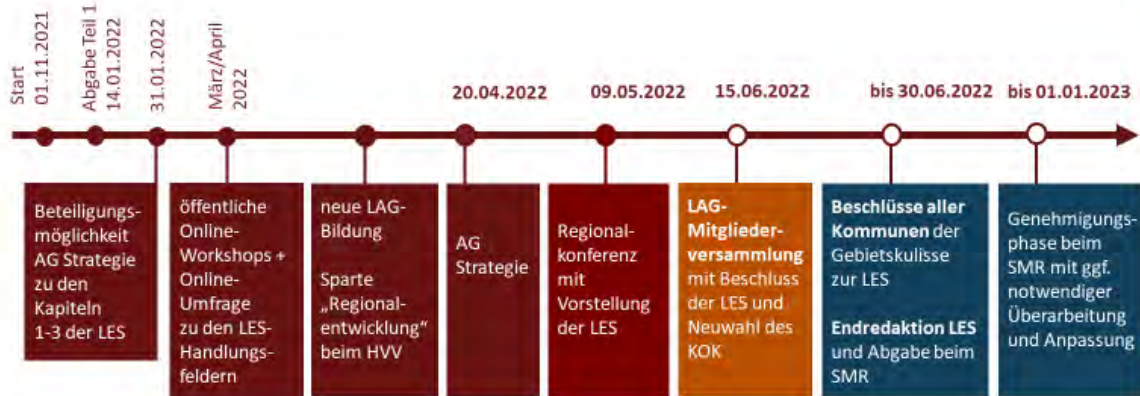 Start
01.11.2021
Abgabe Teil 1
14.01.2022
31.01.2022
März/April
2022
20.04.2022
09.05.2022
15.06.2022
bis 30.06.2022
bis 01.01.2023
Beteiligungs-
möglichkeit
AG Strategie
zu den
Kapiteln
1-3 der LES
öffentliche
Online-
Workshops +
Online-
Umfrage
zu den LES-
Handlungs-
feldern
neue LAG-
Bildung
Sparte
„Regional-
entwicklung“
beim HVV
AG
Strategie
Regional-
konferenz
mit
Vorstellung
der LES
LAG-
Mitglieder-
versammlung
mit Beschluss
der LES und
Neuwahl des
KOK
Beschlüsse aller
Kommunen der
Gebietskulisse
zur LES
Endredaktion LES
und Abgabe beim
SMR
Genehmigungs-
phase beim
SMR mit ggf.
notwendiger
Überarbeitung
und Anpassung